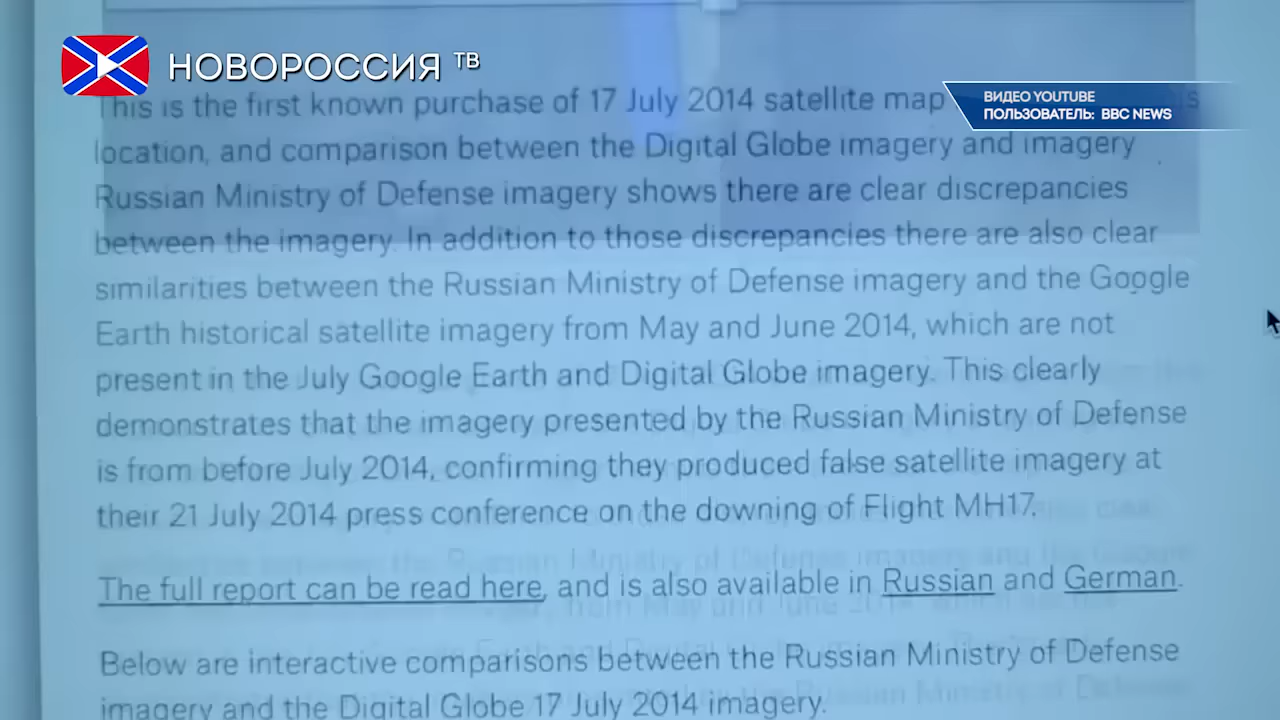 НОВОРОССИЯ ТВ
ВИДЕО YOUTUBE
ПОЛЬЗОВАТЕЛЬ: BBC NEWS
This is the first known purchase of 17 July 2014 satellite map
location, and comparison between the Digital Globe imagery and imagery
Russian Ministry of Defense imagery shows there are clear discrepancies
between the imagery. In addition to those discrepancies there are also clear
similarities between the Russian Ministry of Defense imagery and the Google
Earth historical satellite imagery from May and June 2014, which are not
present in the July Google Earth and Digital Globe imagery. This clearly
demonstrates that the imagery presented by the Russian Ministry of Defense
is from before July 2014, confirming they produced false satellite imagery at
their 21 July 2014 press conference on the downing of Flight MH17.
The full report can be read here, and is also available in Russian and German.
Below are interactive comparisons between the Russian Ministry of Defense
imagery and the Digital Globe 17 July 2014 imagery.